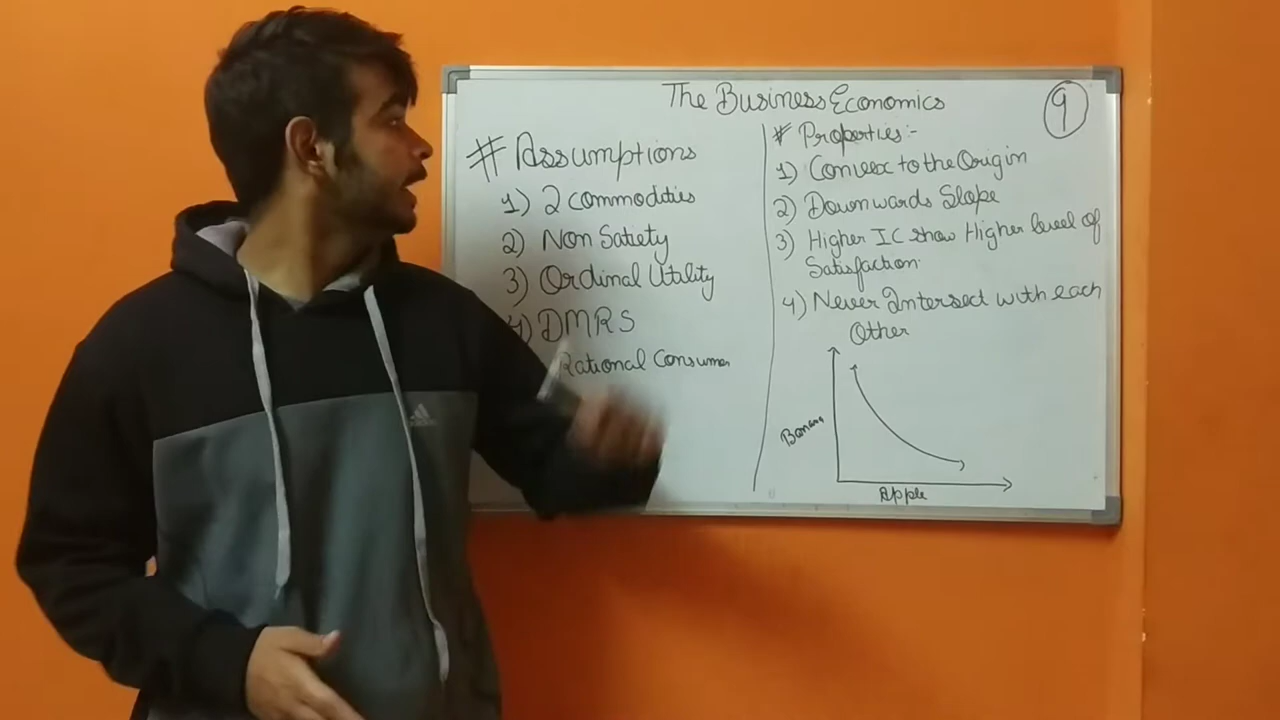 The Business Economics
9
# Assumptions
1) 2 commodities
2) Non Satiety
3) Ordinal Utility
4) DMRS
Rational Consumer
# Properties:-
1) Convex to the Origin
2) Downwards Slope
3) Higher IC show Higher level of
Satisfaction.
4) Never Intersect with each
Other
Banana
Apple
adidas